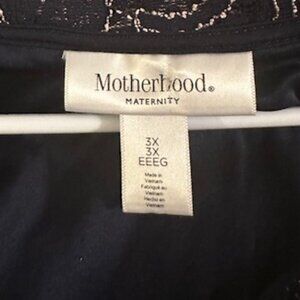 Motherhood®
MATERNITY
3X
3X
EEEG
Made in
Vietnam
Fabriqué au
Vietnam
Hecho en
Vietnam